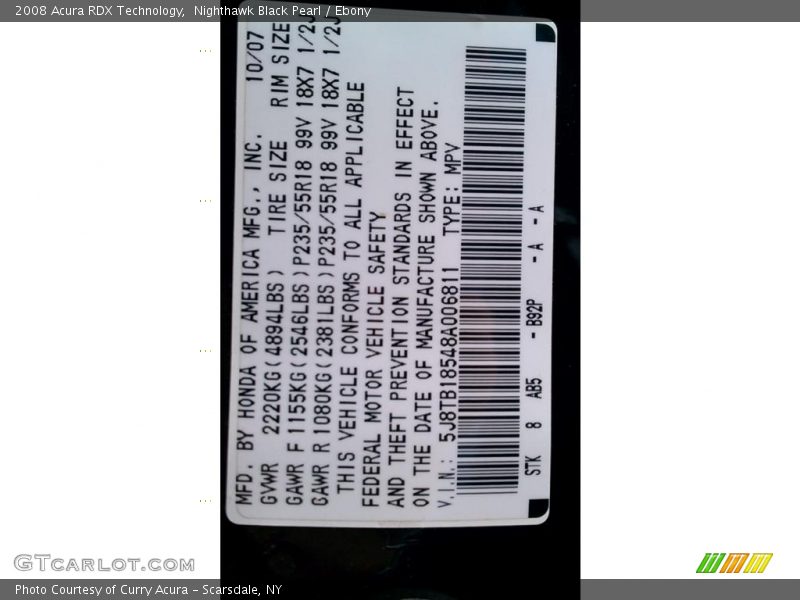 2008 Acura RDX Technology, Nighthawk Black Pearl / Ebony
MFD. BY HONDA OF AMERICA MFG., INC. 10/07
GVWR 2220KG(4894LBS) TIRE SIZE RIM SIZE
GAWR F 1155KG(2546LBS)P235/55R18 99V 18X7 1/2J
GAWR R 1080KG(2381LBS)P235/55R18 99V 18X7 1/2J
THIS VEHICLE CONFORMS TO ALL APPLICABLE
FEDERAL MOTOR VEHICLE SAFETY
AND THEFT PREVENTION STANDARDS IN EFFECT
ON THE DATE OF MANUFACTURE SHOWN ABOVE.
V.I.N.: 5J8TB18548A006811 TYPE: MPV
STK 8 AB5 - B92P - A - A
GTcarlot.com
Photo Courtesy of Curry Acura - Scarsdale, NY